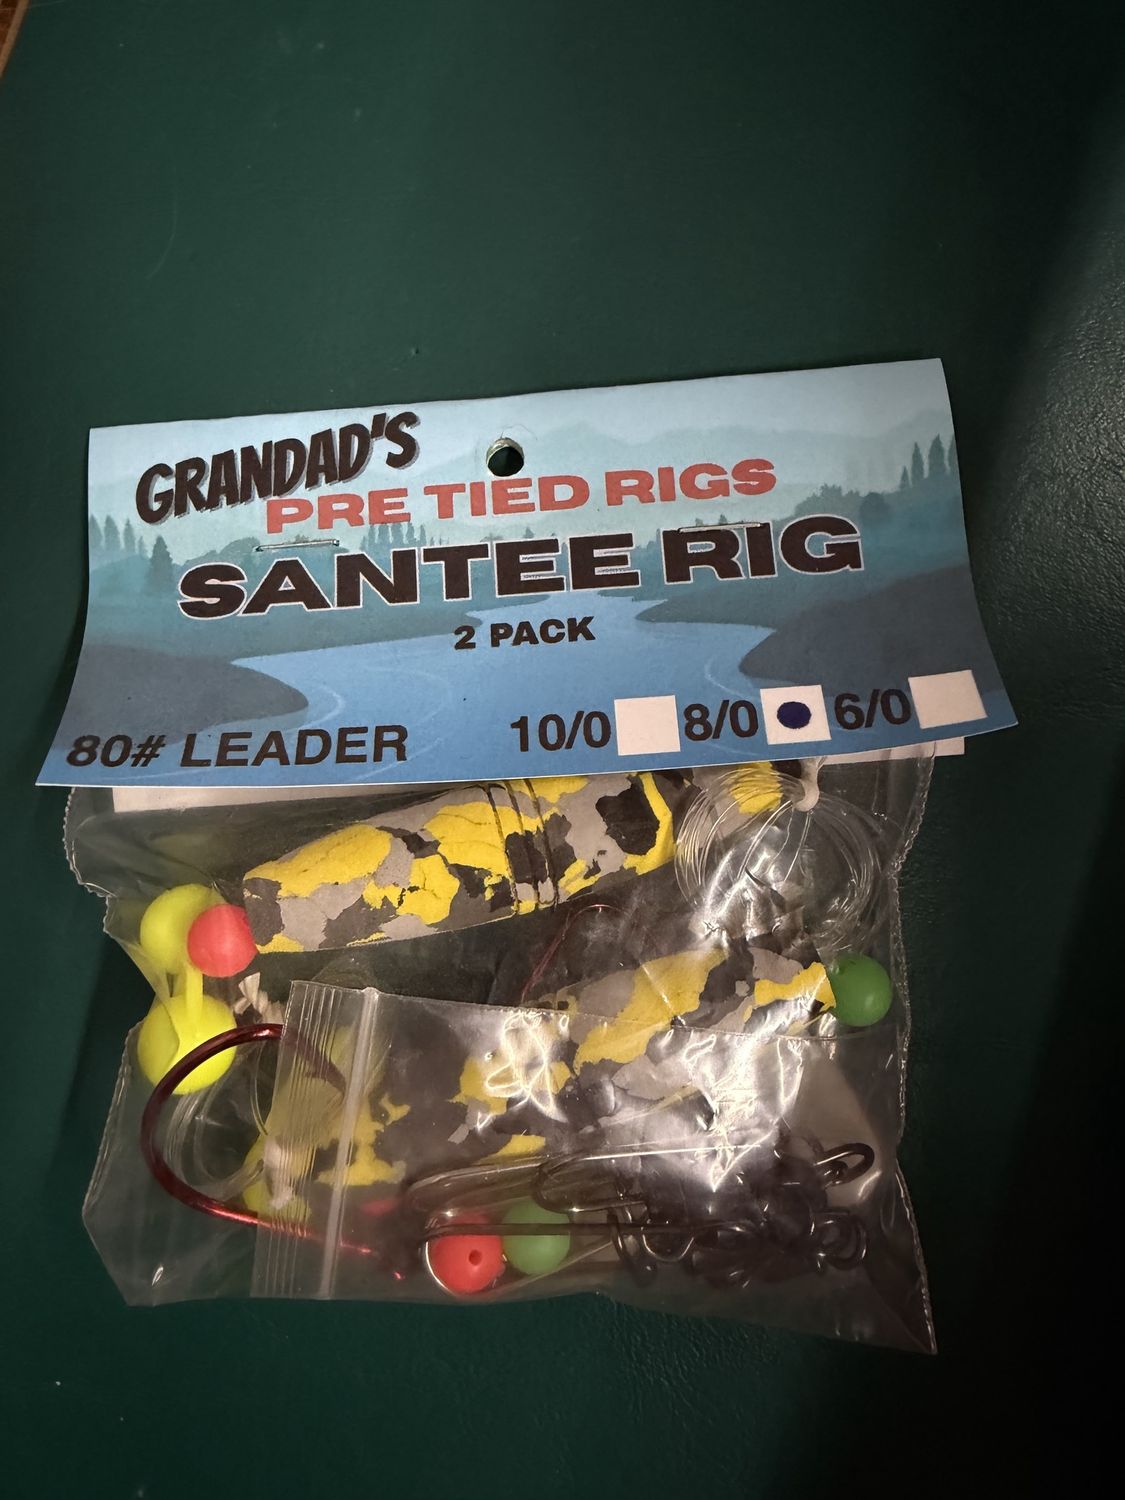 GRANDAD'S
PRE TIED RIGS
SANTEE RIG
2 PACK
80# LEADER 10/0 8/0 6/0